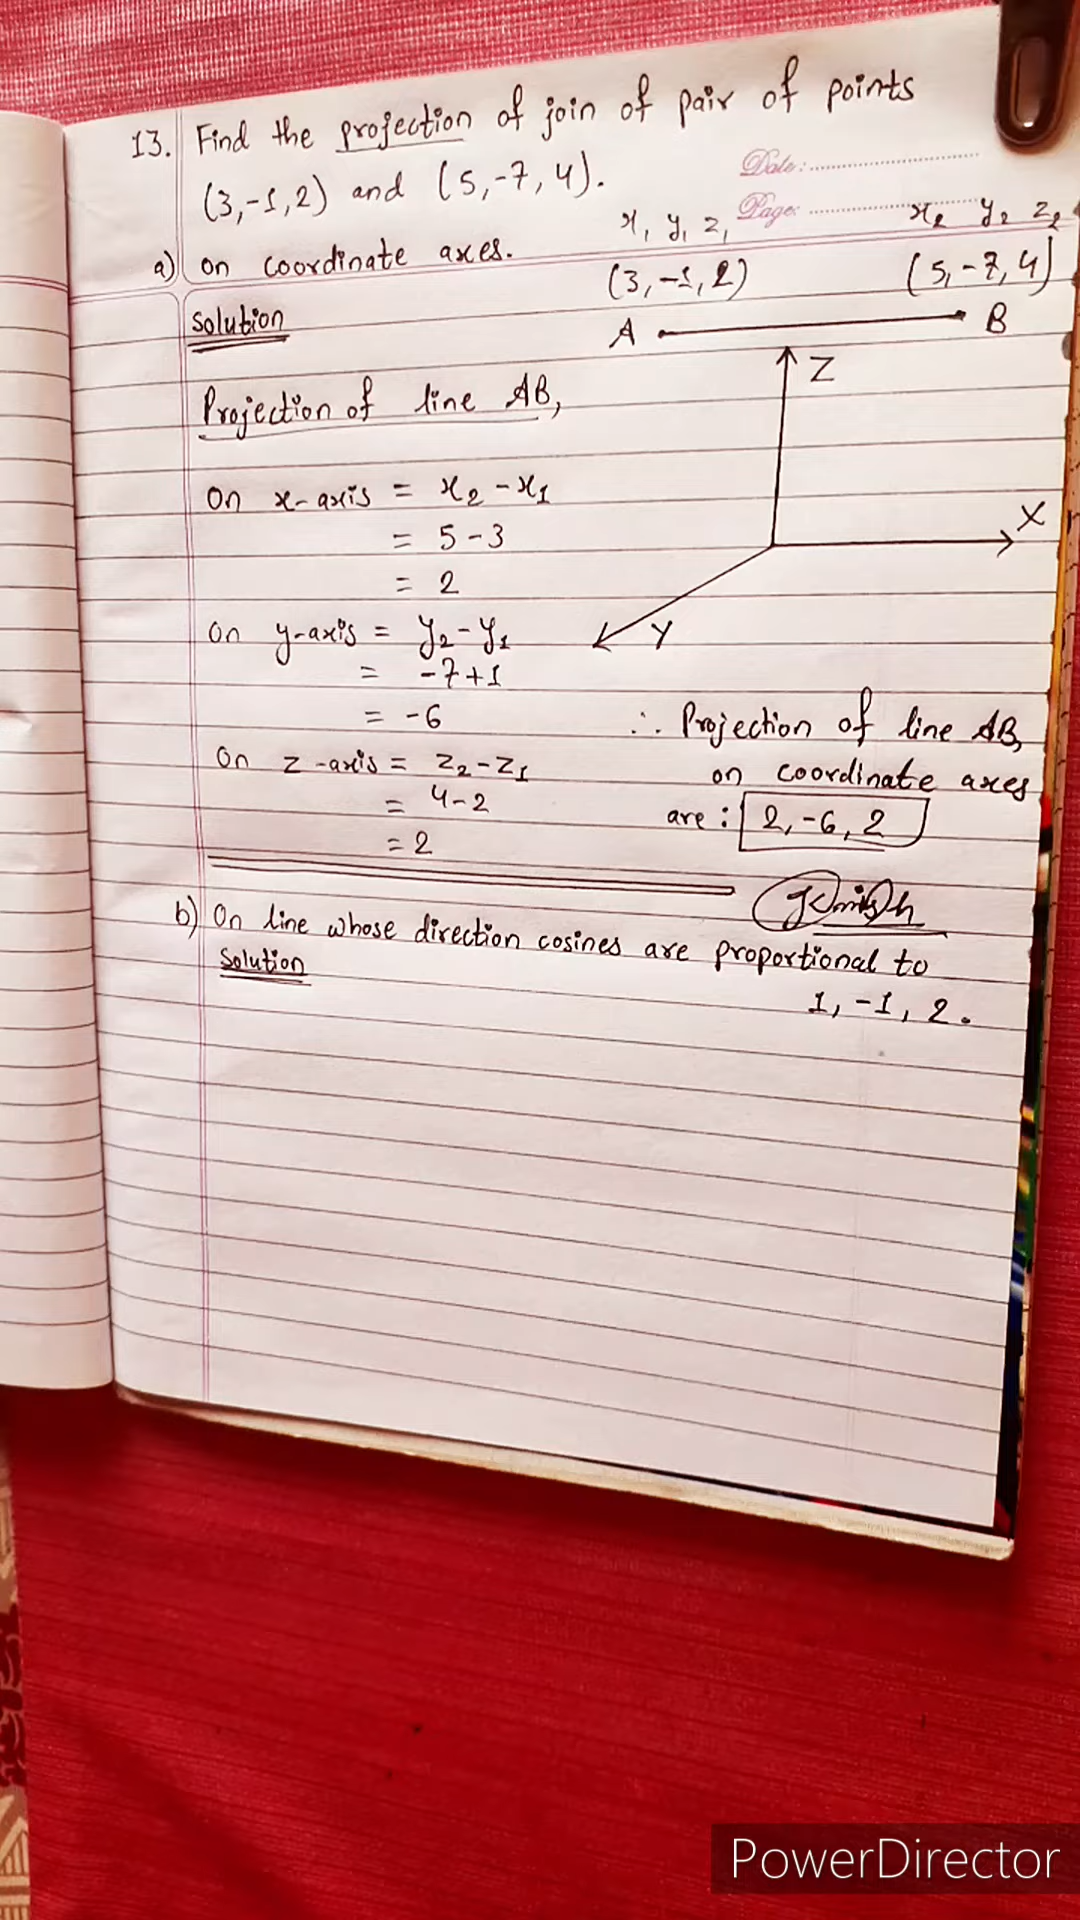 13. Find the projection of join of pair of points
(3,-1,2) and (5,-7,4).
Date:
Page:
a) on coordinate axes.
x₁ y₁ z₁
x₂ y₂ z₂
(3,-1,2)
(5,-7,4)
Solution
A
B
Z
Projection of line AB,
X
Y
On x-axis = x₂-x₁
= 5-3
= 2
On y-axis = y₂-y₁
= -7+1
= -6
On z-axis = z₂-z₁
= 4-2
= 2
∴ Projection of line AB,
on coordinate axes
are : 2,-6,2
b) On line whose direction cosines are proportional to
1, -1, 2.
Solution
PowerDirector